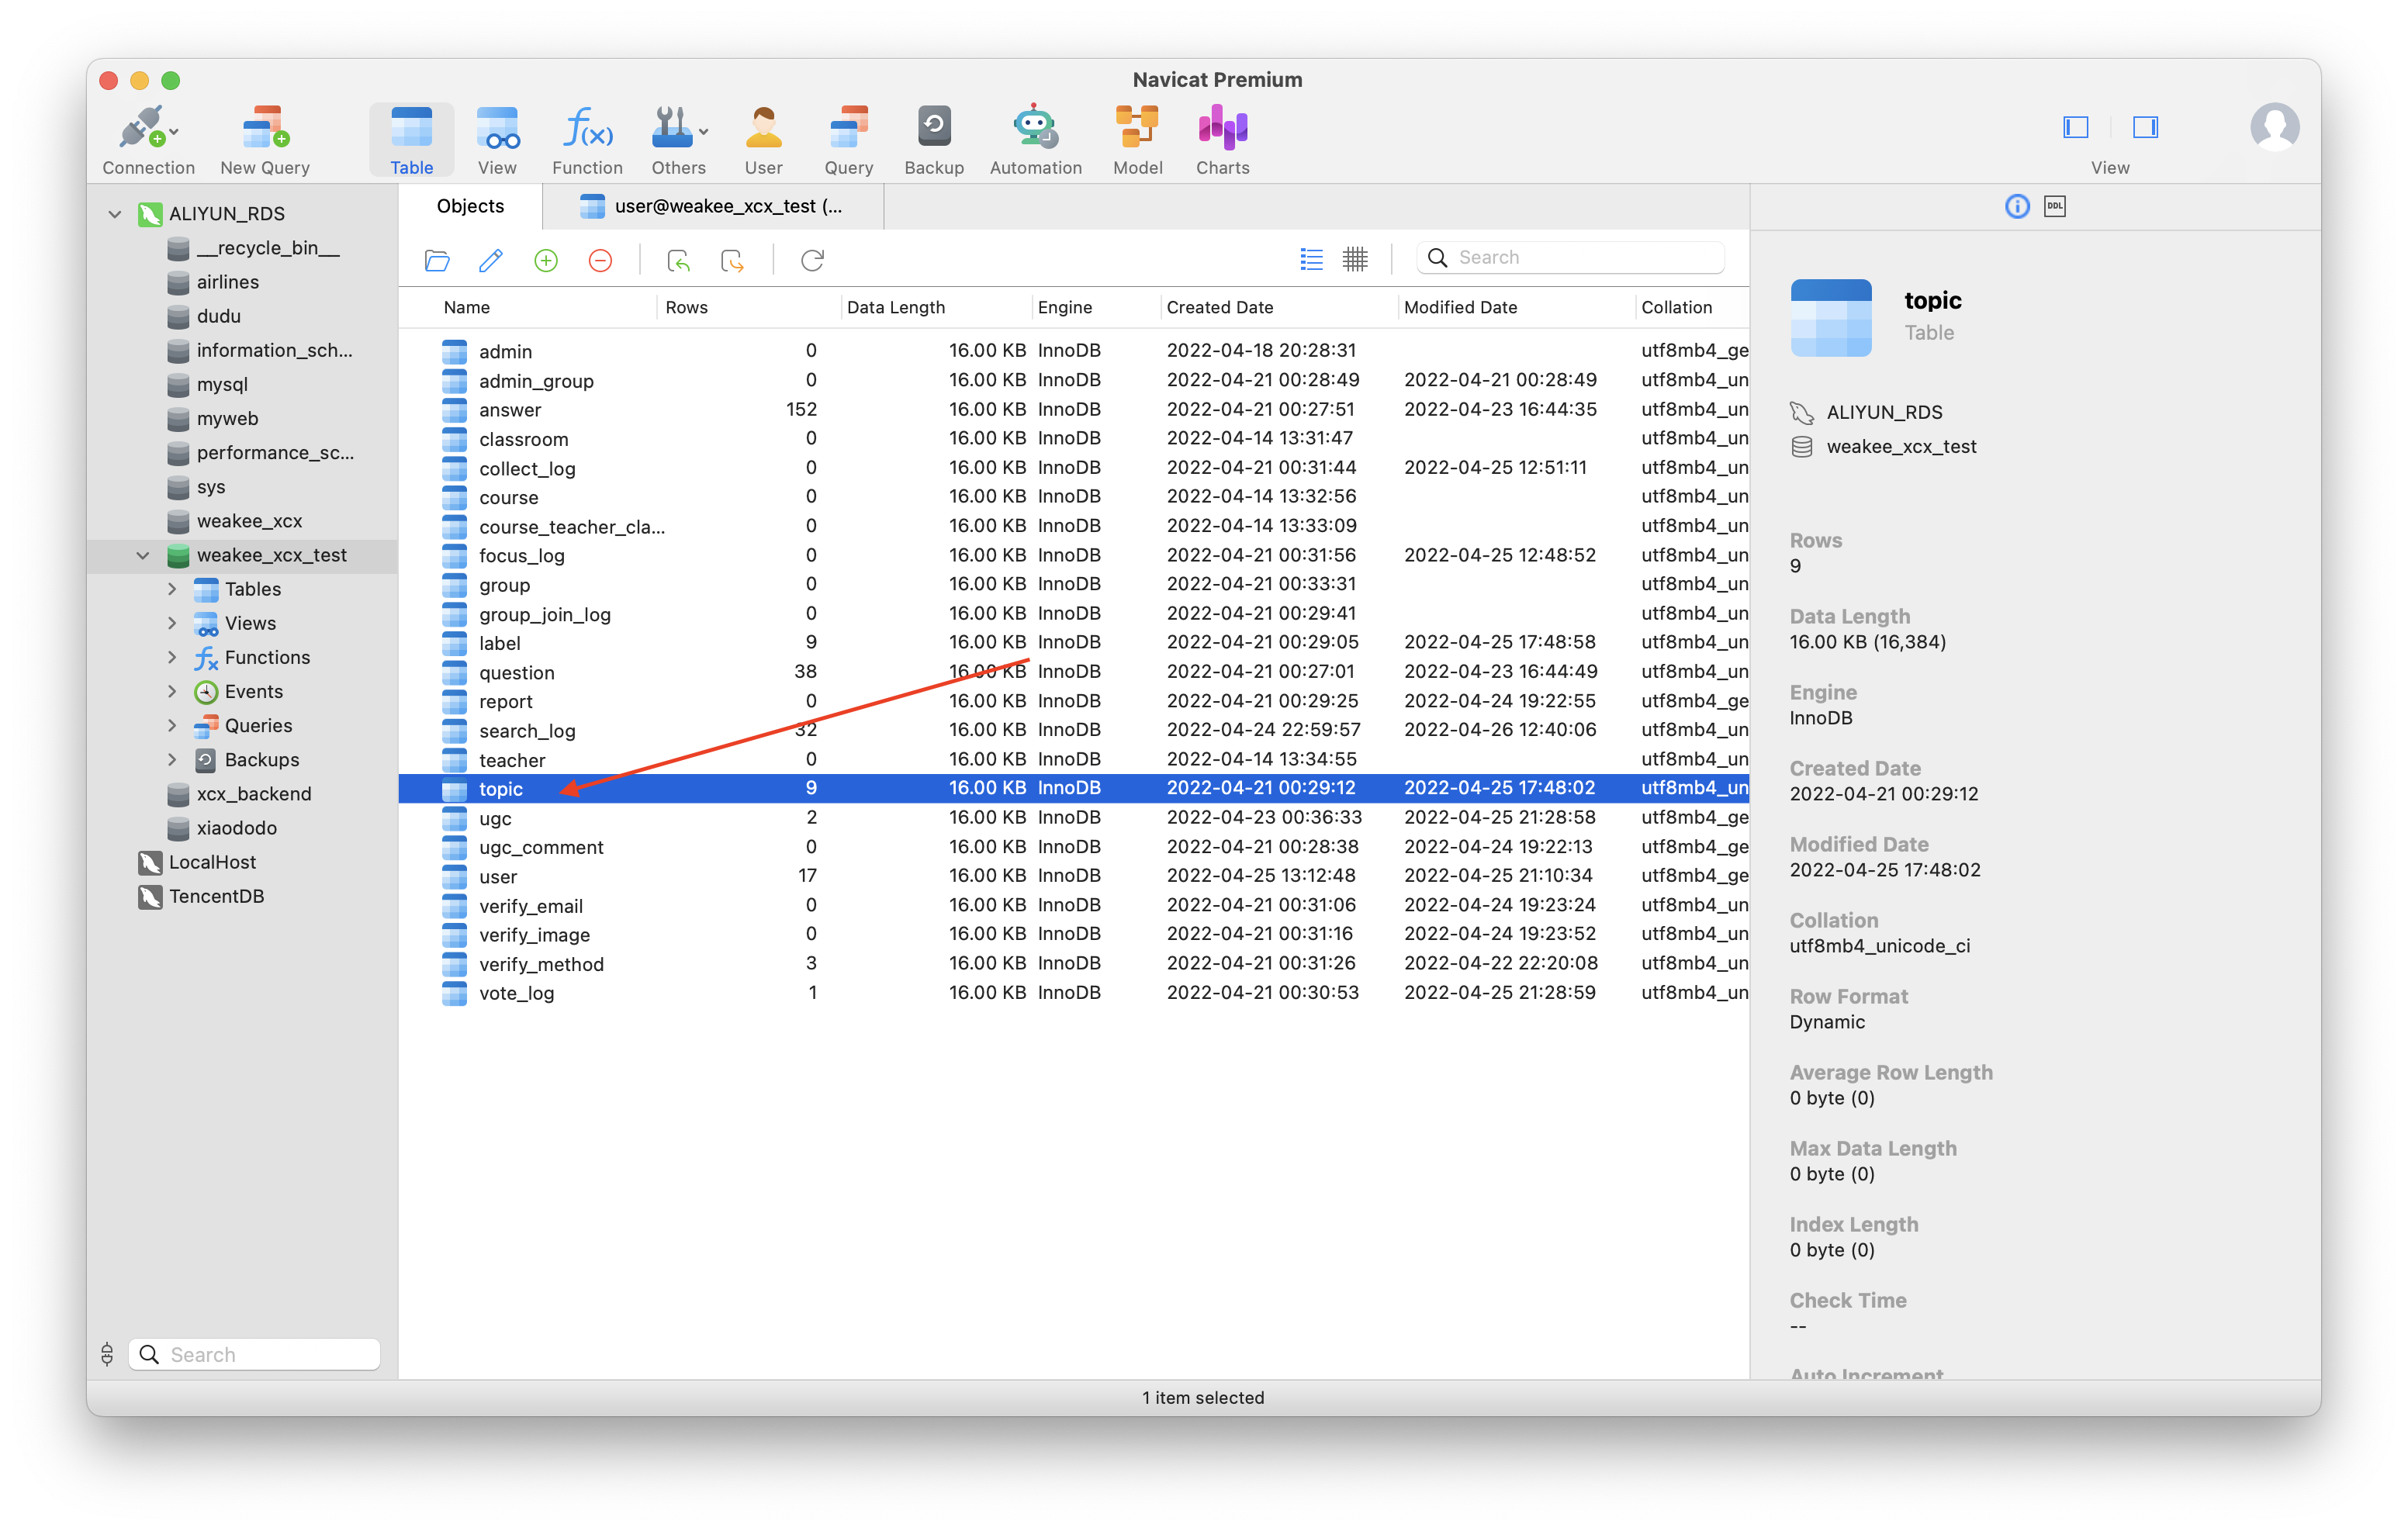 Navicat Premium
Connection
New Query
Table
View
Function
Others
User
Query
Backup
Automation
Model
Charts
View
ALIYUN_RDS
__recycle_bin__
airlines
dudu
information_sch...
mysql
myweb
performance_sc...
sys
weakee_xcx
weakee_xcx_test
Tables
Views
Functions
Events
Queries
Backups
xcx_backend
xiaododo
LocalHost
TencentDB
Search
Objects
user@weakee_xcx_test (...
Search
Name Rows Data Length Engine Created Date Modified Date Collation
admin 0 16.00 KB InnoDB 2022-04-18 20:28:31 utf8mb4_ge
admin_group 0 16.00 KB InnoDB 2022-04-21 00:28:49 2022-04-21 00:28:49 utf8mb4_un
answer 152 16.00 KB InnoDB 2022-04-21 00:27:51 2022-04-23 16:44:35 utf8mb4_un
classroom 0 16.00 KB InnoDB 2022-04-14 13:31:47 utf8mb4_un
collect_log 0 16.00 KB InnoDB 2022-04-21 00:31:44 2022-04-25 12:51:11 utf8mb4_un
course 0 16.00 KB InnoDB 2022-04-14 13:32:56 utf8mb4_un
course_teacher_cla... 0 16.00 KB InnoDB 2022-04-14 13:33:09 utf8mb4_un
focus_log 0 16.00 KB InnoDB 2022-04-21 00:31:56 2022-04-25 12:48:52 utf8mb4_un
group 0 16.00 KB InnoDB 2022-04-21 00:33:31 utf8mb4_un
group_join_log 0 16.00 KB InnoDB 2022-04-21 00:29:41 utf8mb4_un
label 9 16.00 KB InnoDB 2022-04-21 00:29:05 2022-04-25 17:48:58 utf8mb4_un
question 38 16.00 KB InnoDB 2022-04-21 00:27:01 2022-04-23 16:44:49 utf8mb4_un
report 0 16.00 KB InnoDB 2022-04-21 00:29:25 2022-04-24 19:22:55 utf8mb4_ge
search_log 32 16.00 KB InnoDB 2022-04-24 22:59:57 2022-04-26 12:40:06 utf8mb4_un
teacher 0 16.00 KB InnoDB 2022-04-14 13:34:55 utf8mb4_un
topic 9 16.00 KB InnoDB 2022-04-21 00:29:12 2022-04-25 17:48:02 utf8mb4_un
ugc 2 16.00 KB InnoDB 2022-04-23 00:36:33 2022-04-25 21:28:58 utf8mb4_ge
ugc_comment 0 16.00 KB InnoDB 2022-04-21 00:28:38 2022-04-24 19:22:13 utf8mb4_ge
user 17 16.00 KB InnoDB 2022-04-25 13:12:48 2022-04-25 21:10:34 utf8mb4_ge
verify_email 0 16.00 KB InnoDB 2022-04-21 00:31:06 2022-04-24 19:23:24 utf8mb4_un
verify_image 0 16.00 KB InnoDB 2022-04-21 00:31:16 2022-04-24 19:23:52 utf8mb4_un
verify_method 3 16.00 KB InnoDB 2022-04-21 00:31:26 2022-04-22 22:20:08 utf8mb4_un
vote_log 1 16.00 KB InnoDB 2022-04-21 00:30:53 2022-04-25 21:28:59 utf8mb4_un
DDL
topic
Table
ALIYUN_RDS
weakee_xcx_test
Rows
9
Data Length
16.00 KB (16,384)
Engine
InnoDB
Created Date
2022-04-21 00:29:12
Modified Date
2022-04-25 17:48:02
Collation
utf8mb4_unicode_ci
Row Format
Dynamic
Average Row Length
0 byte (0)
Max Data Length
0 byte (0)
Index Length
0 byte (0)
Check Time
--
Auto Increment
1 item selected